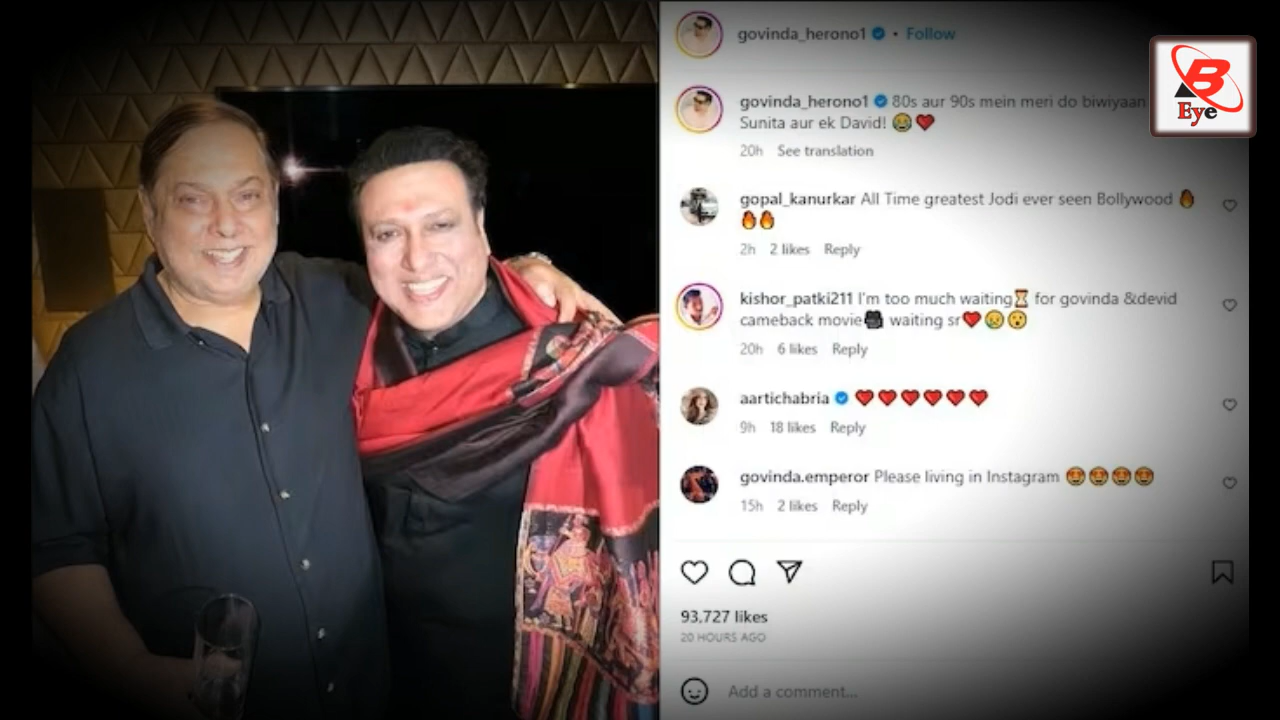 govinda_herono1 • Follow
govinda_herono1 80s aur 90s mein meri do biwiyaan
Sunita aur ek David! 😂❤️
20h See translation
gopal_kanurkar All Time greatest Jodi ever seen Bollywood 🔥
🔥🔥
2h 2 likes Reply
kishor_patki211 I'm too much waiting⏳ for govinda &devid
cameback movie🎥 waiting sr❤️😢😮
20h 6 likes Reply
aartichabria ❤️❤️❤️❤️❤️❤️
9h 18 likes Reply
govinda.emperor Please living in Instagram 😍😍😍😍
15h 2 likes Reply
93,727 likes
20 HOURS AGO
Add a comment...
B
Eye